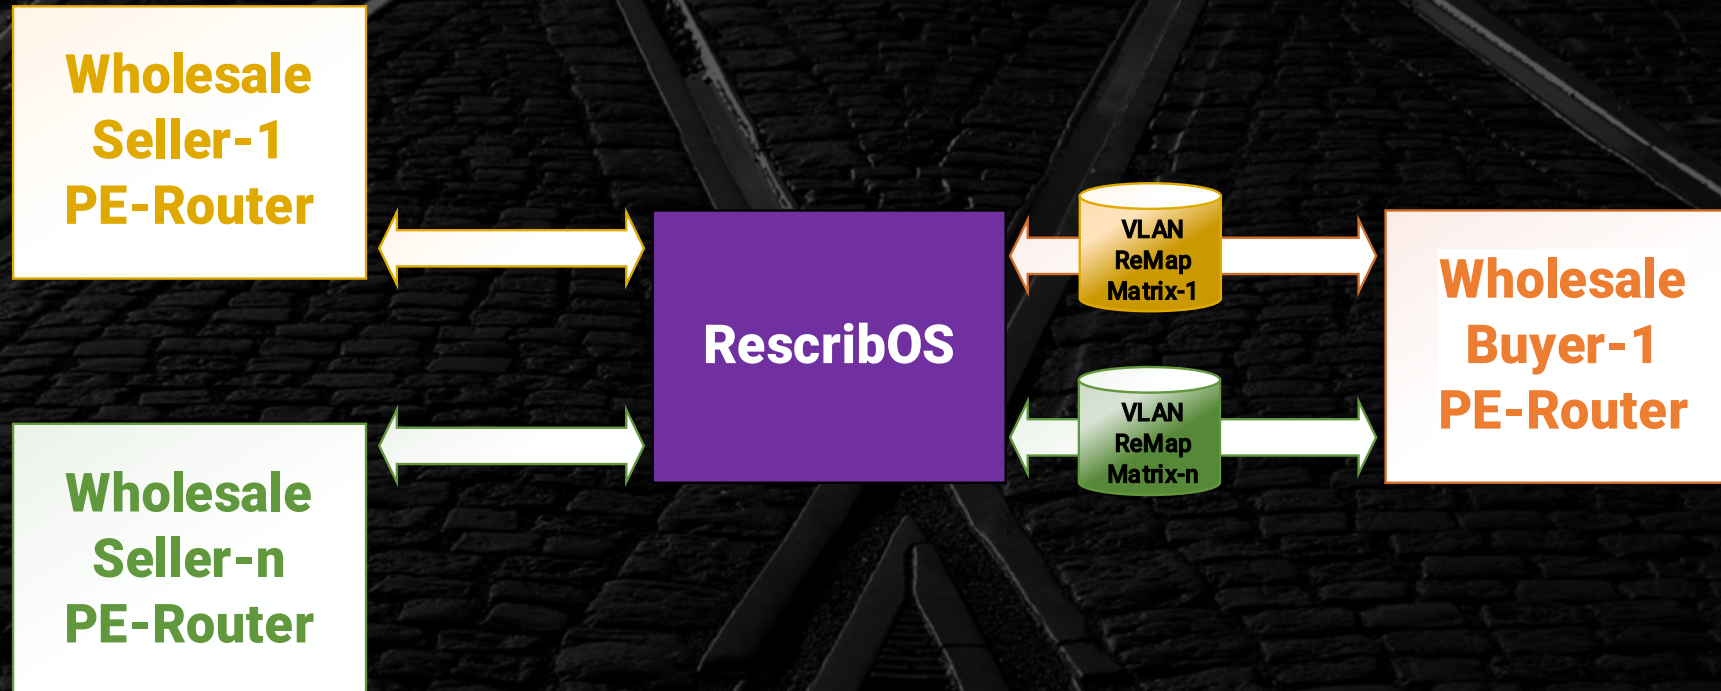 Wholesale
Seller-1
PE-Router
Wholesale
Seller-n
PE-Router
RescribOS
VLAN
ReMap
Matrix-1
VLAN
ReMap
Matrix-n
Wholesale
Buyer-1
PE-Router